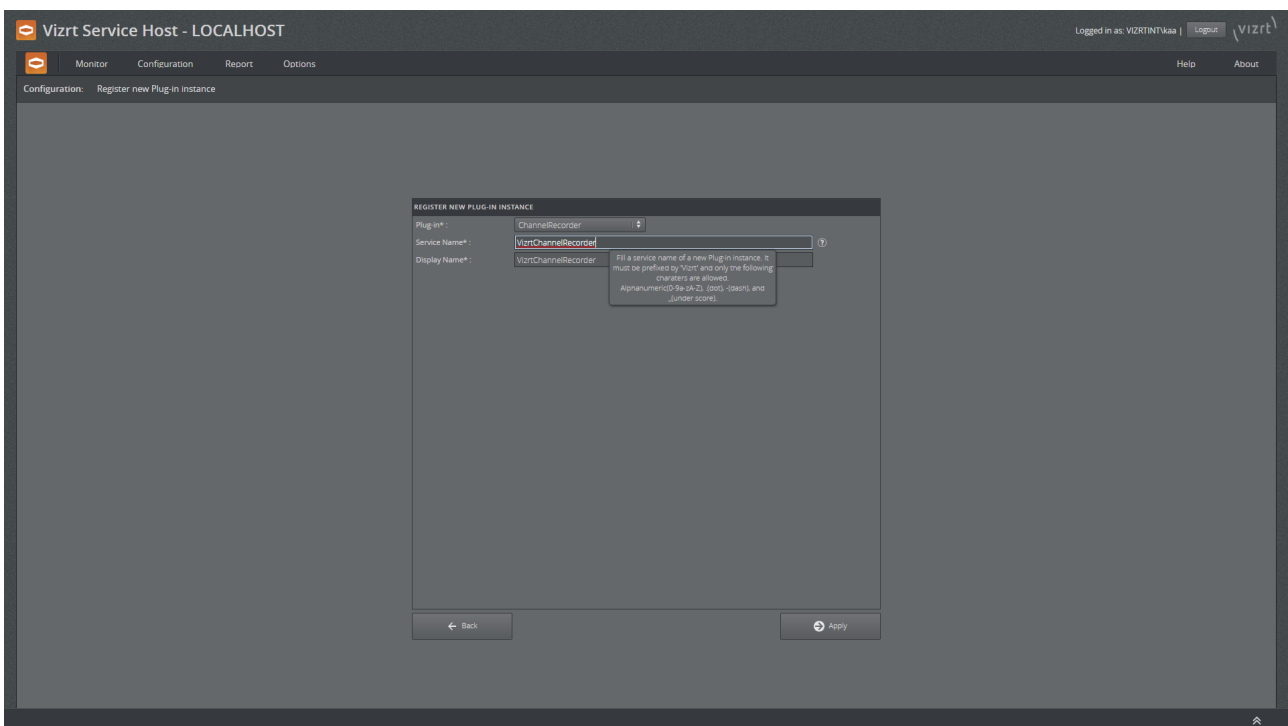 Vizrt Service Host - LOCALHOST
Logged in as: VIZRTINT\kaa | Logout
vizrt
Monitor Configuration Report Options Help About
Configuration: Register new Plug-in instance
REGISTER NEW PLUG-IN INSTANCE
Plug-in* : ChannelRecorder
Service Name* : VizrtChannelRecorder
Display Name* : VizrtChannelRecorder
Fill a service name of a new Plug-in instance. It
must be prefixed by 'Vizrt' and only the following
charaters are allowed.
Alphanumeric(0-9a-zA-Z), .(dot), -(dash), and
_(under score).
Back
Apply